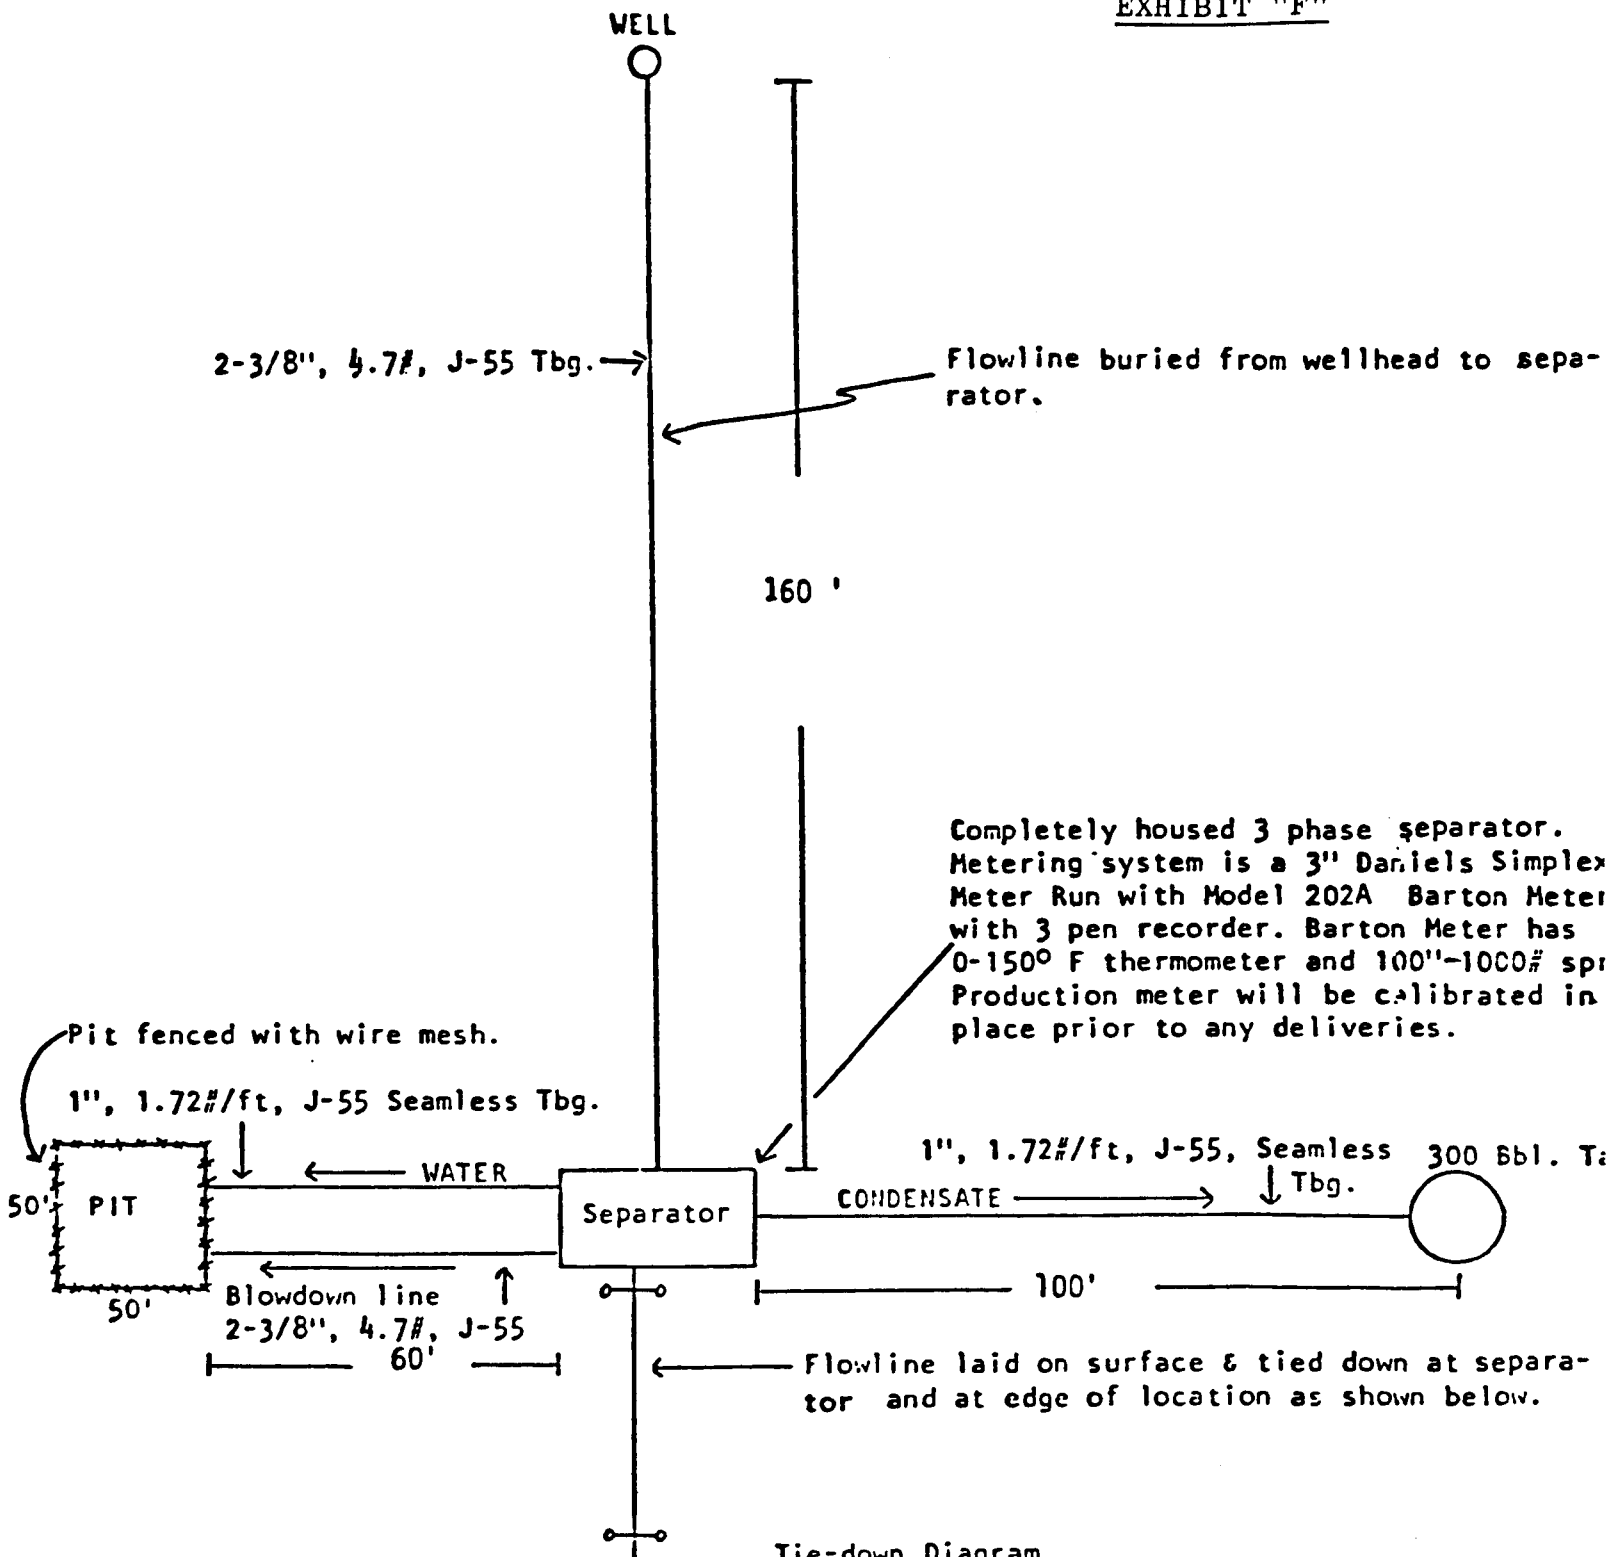 EXHIBIT "F"
WELL
2-3/8", 4.7#, J-55 Tbg.
Flowline buried from wellhead to sepa-
rator.
160 '
Completely housed 3 phase separator.
Metering system is a 3" Daniels Simplex
Meter Run with Model 202A Barton Meter
with 3 pen recorder. Barton Meter has
0-150° F thermometer and 100"-1000#
Production meter will be calibrated in
place prior to any deliveries.
Pit fenced with wire mesh.
1", 1.72#/ft, J-55 Seamless Tbg.
1", 1.72#/ft, J-55, Seamless
Tbg.
300 Bbl.
WATER
CONDENSATE
50'
PIT
Separator
50'
Blowdown line
2-3/8", 4.7#, J-55
60'
100'
Flowline laid on surface & tied down at separa-
tor and at edge of location as shown below.
Tie-down Diagram